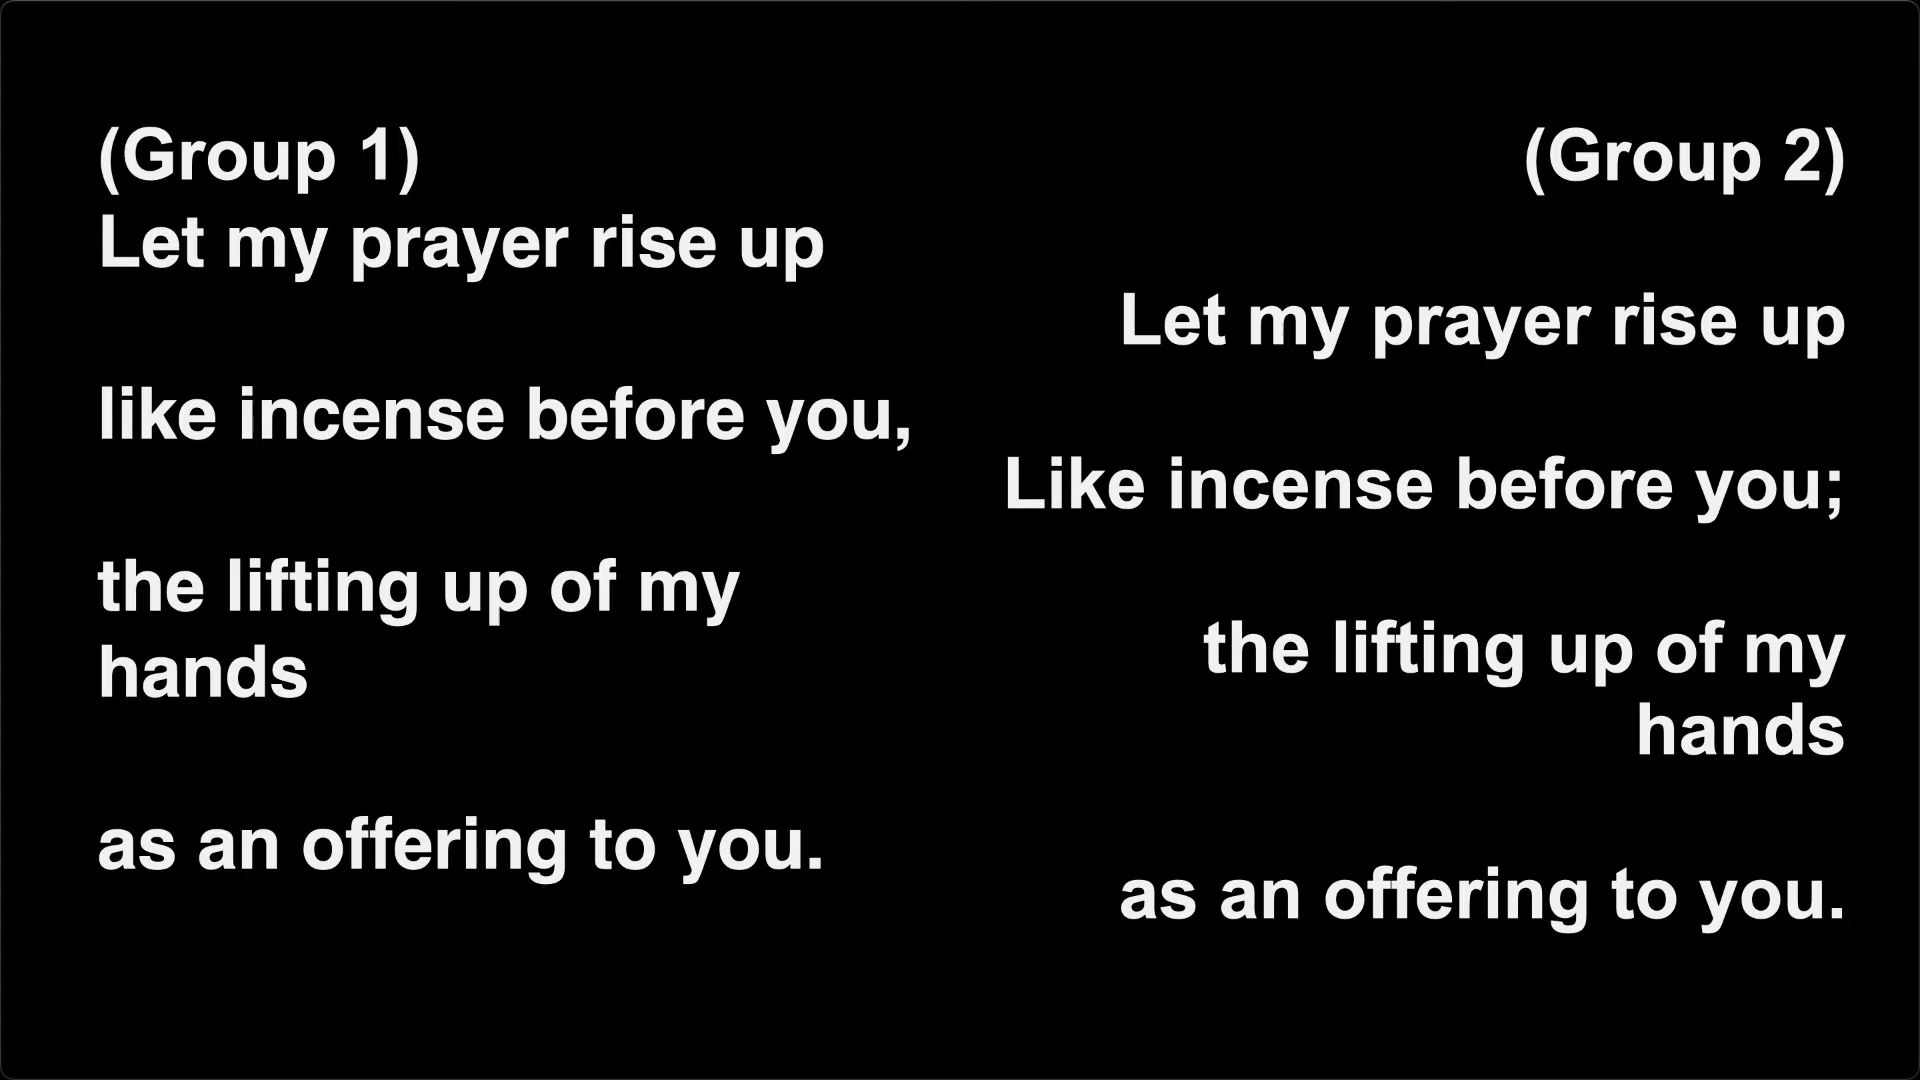 (Group 1)
Let my prayer rise up
like incense before you,
the lifting up of my
hands
as an offering to you.
(Group 2)
Let my prayer rise up
Like incense before you;
the lifting up of my
hands
as an offering to you.